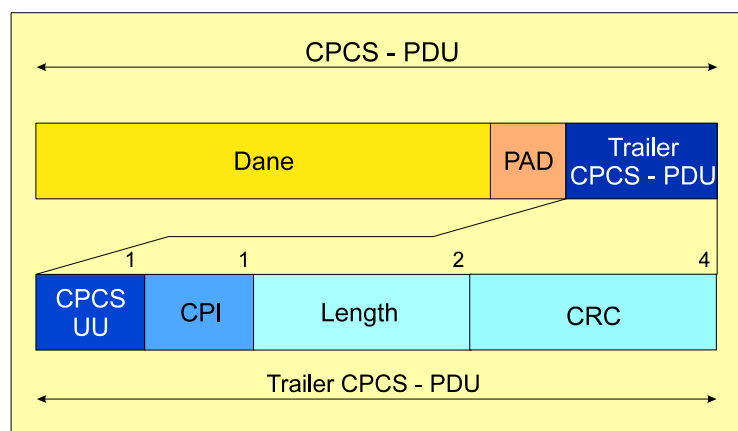 CPCS - PDU
Dane
PAD
Trailer
CPCS - PDU
1
1
2
4
CPCS
UU
CPI
Length
CRC
Trailer CPCS - PDU